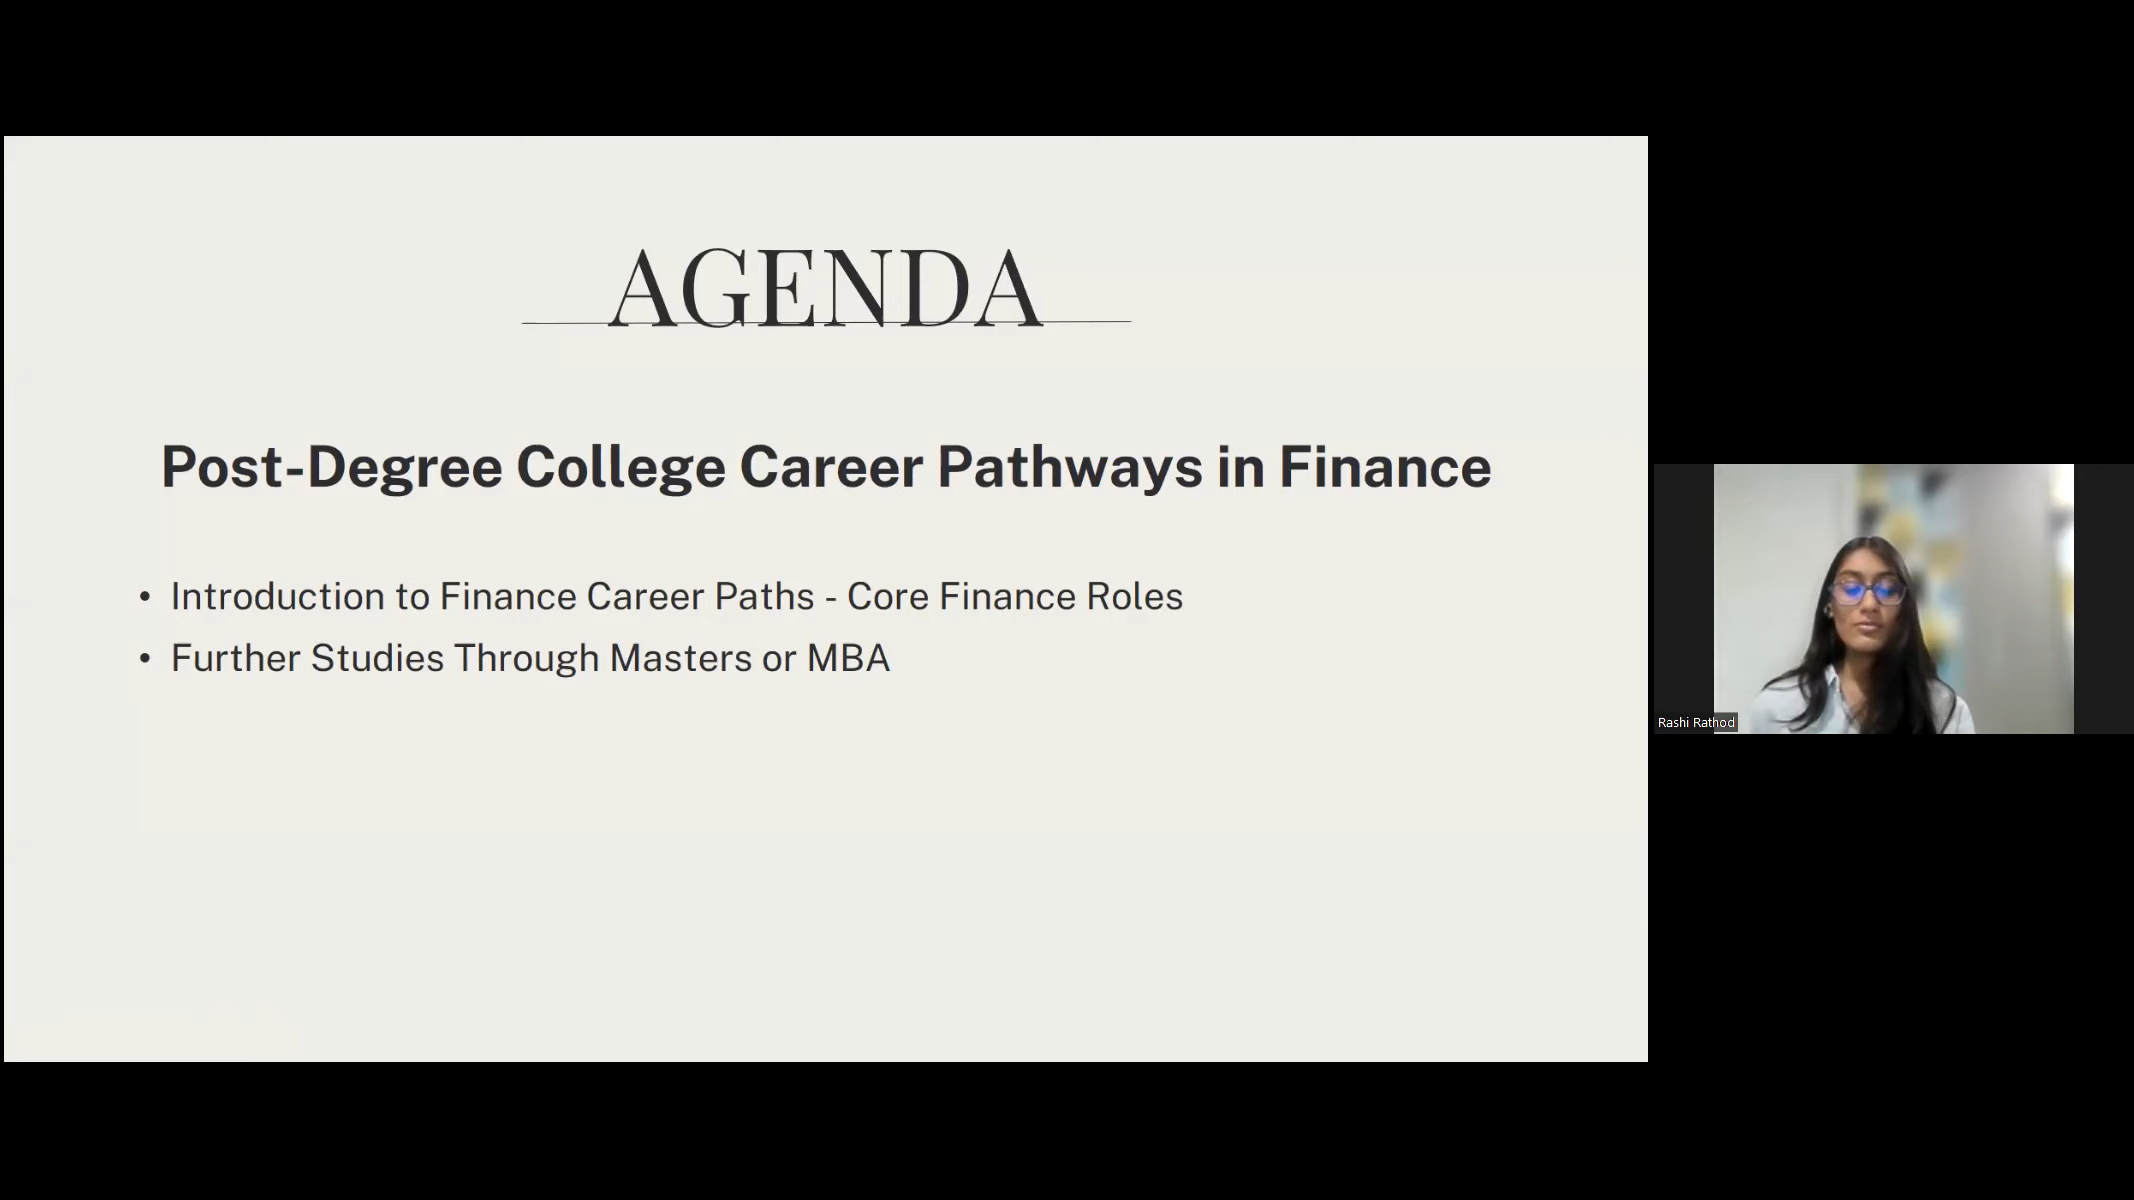 AGENDA
Post-Degree College Career Pathways in Finance
• Introduction to Finance Career Paths - Core Finance Roles
• Further Studies Through Masters or MBA
Rashi Rathod